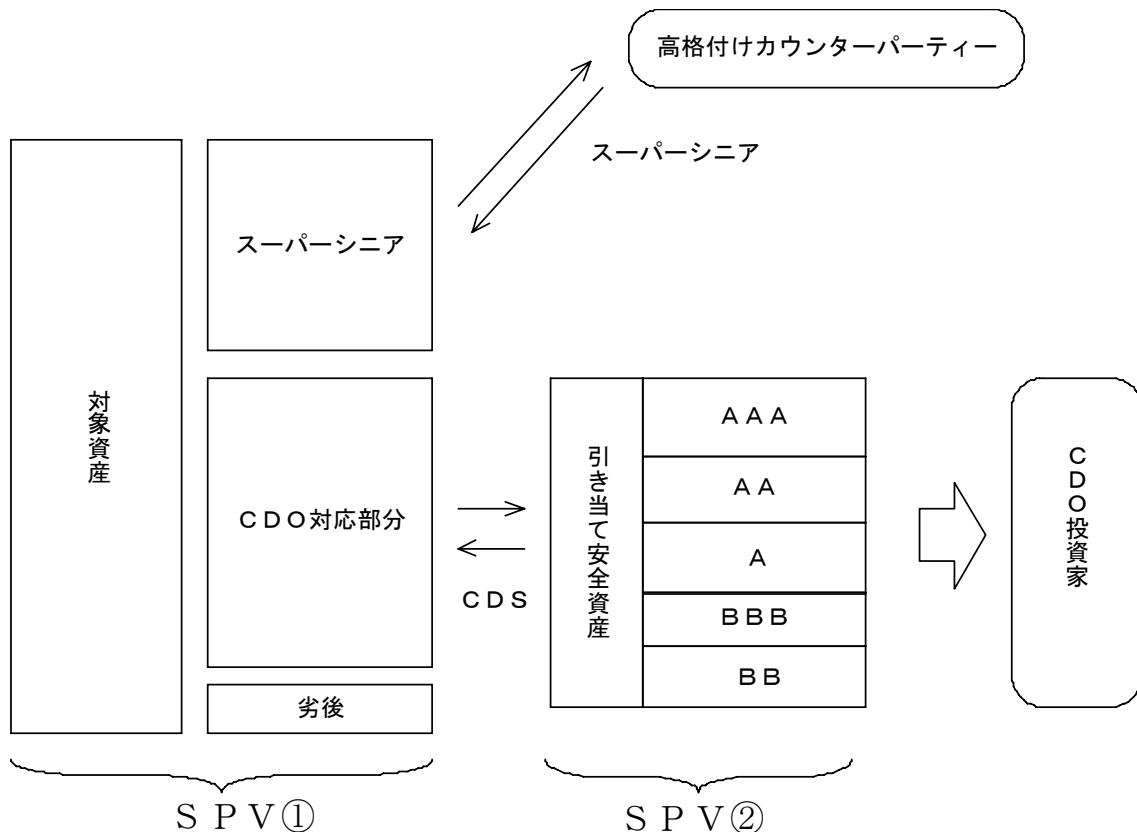 高格付けカウンターパーティー
スーパーシニア
スーパーシニア
対象資産
CDO対応部分
劣後
CDS
引き当て安全資産
AAA
AA
A
BBB
BB
CDO投資家
SPV①
SPV②